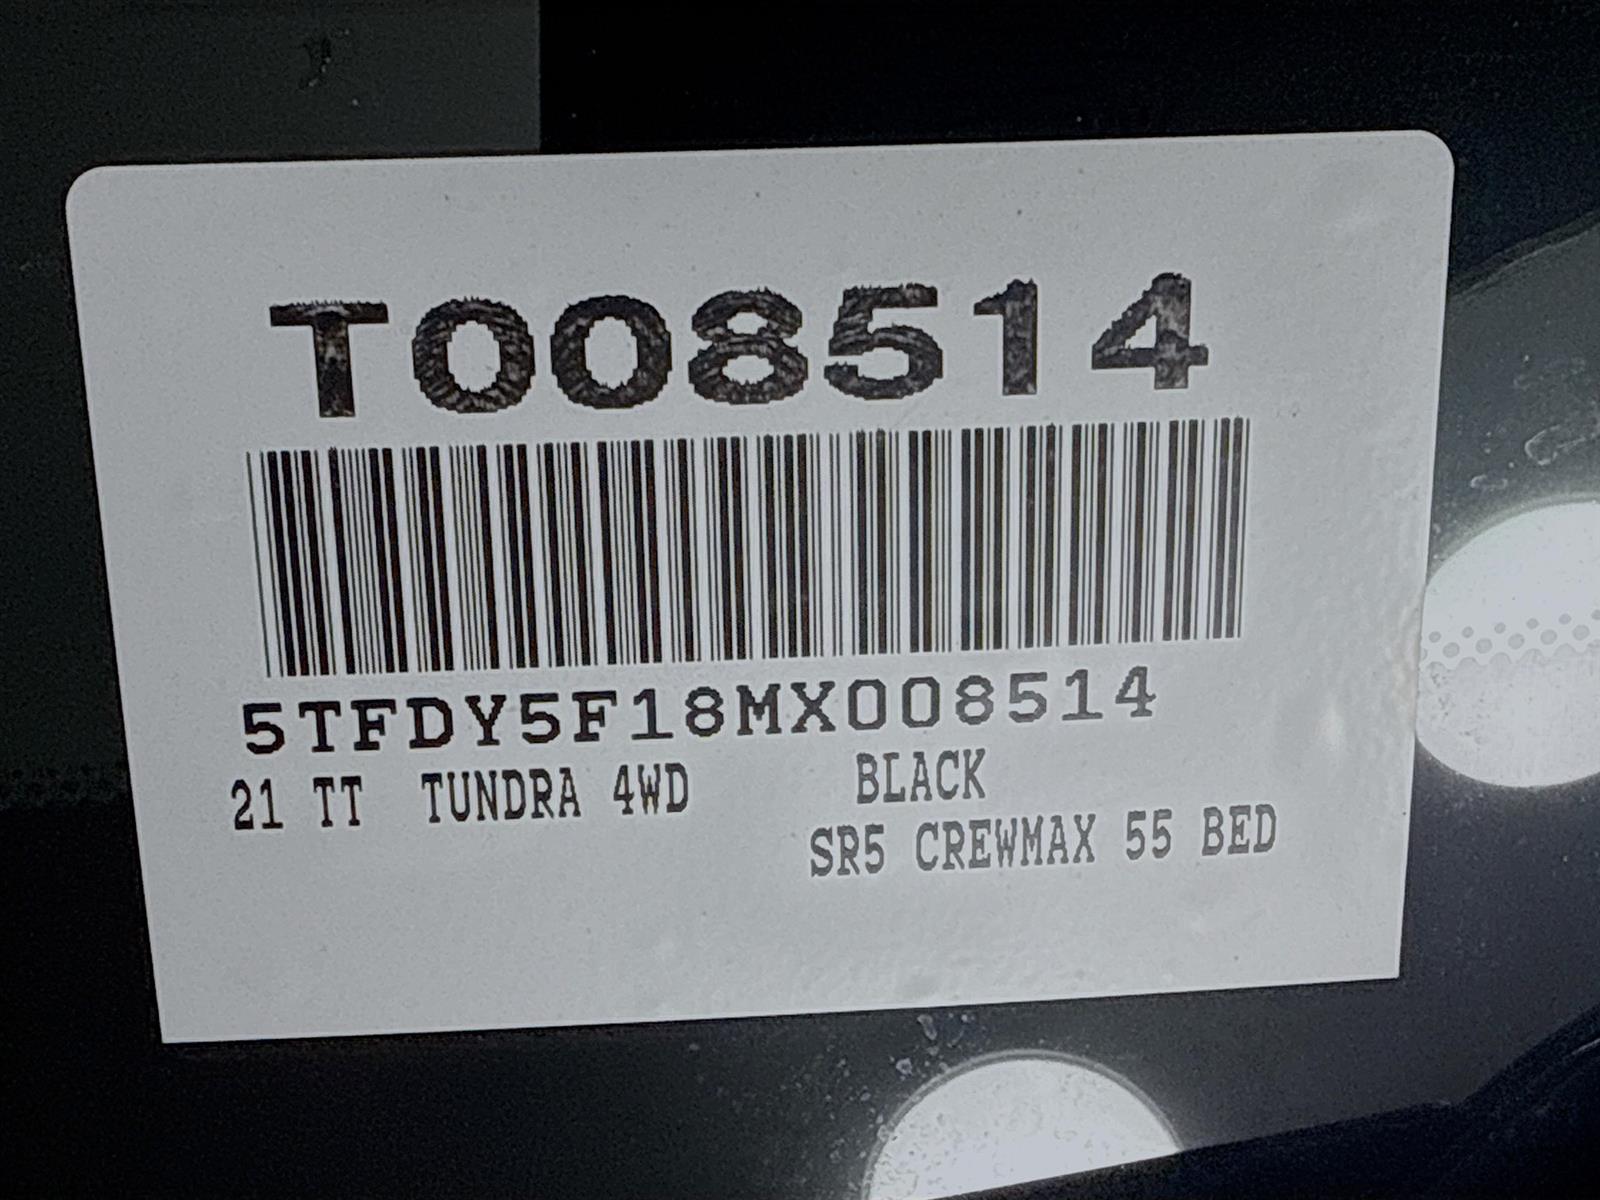 T008514
5TFDY5F18MX008514
21 TT TUNDRA 4WD BLACK
SR5 CREWMAX 55 BED